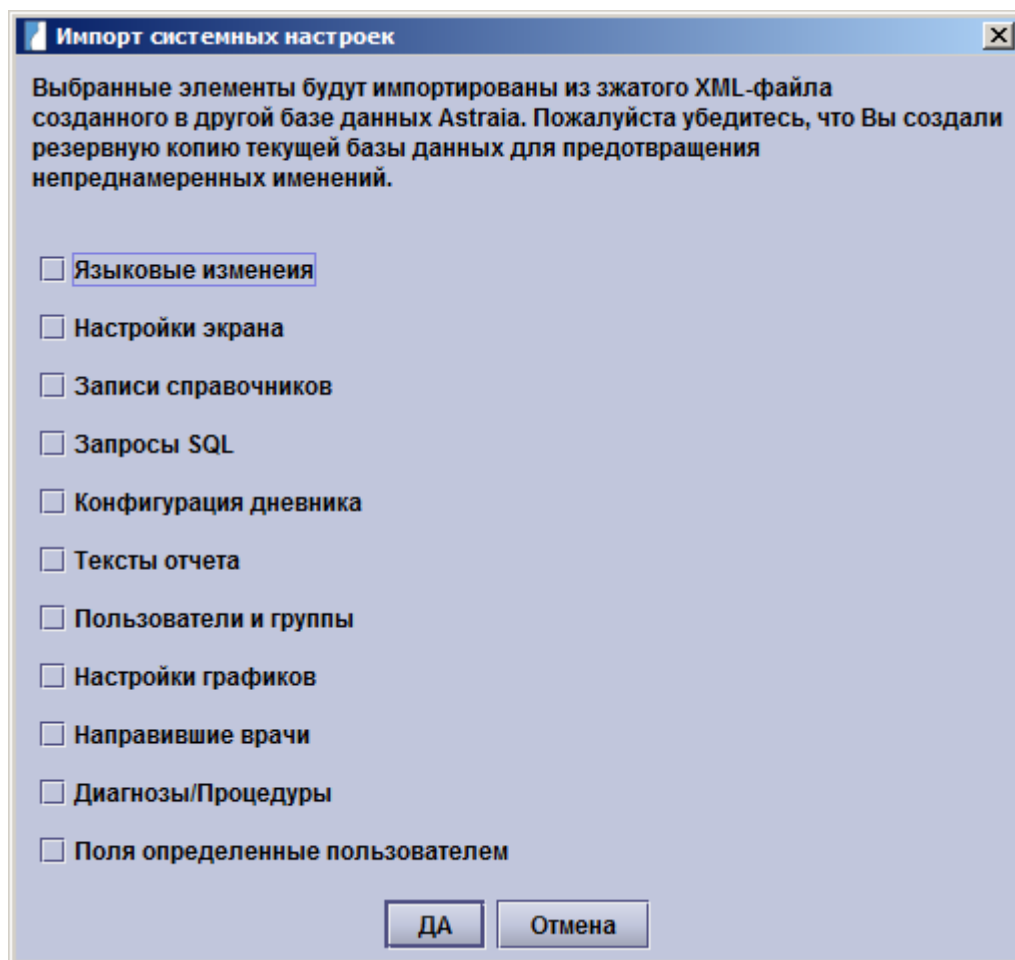 Импорт системных настроек
Выбранные элементы будут импортированы из зжатого XML-файла
созданного в другой базе данных Astraia. Пожалуйста убедитесь, что Вы создали
резервную копию текущей базы данных для предотвращения
непреднамеренных именений.
Языковые изменеия
Настройки экрана
Записи справочников
Запросы SQL
Конфигурация дневника
Тексты отчета
Пользователи и группы
Настройки графиков
Направившие врачи
Диагнозы/Процедуры
Поля определенные пользователем
ДА Отмена